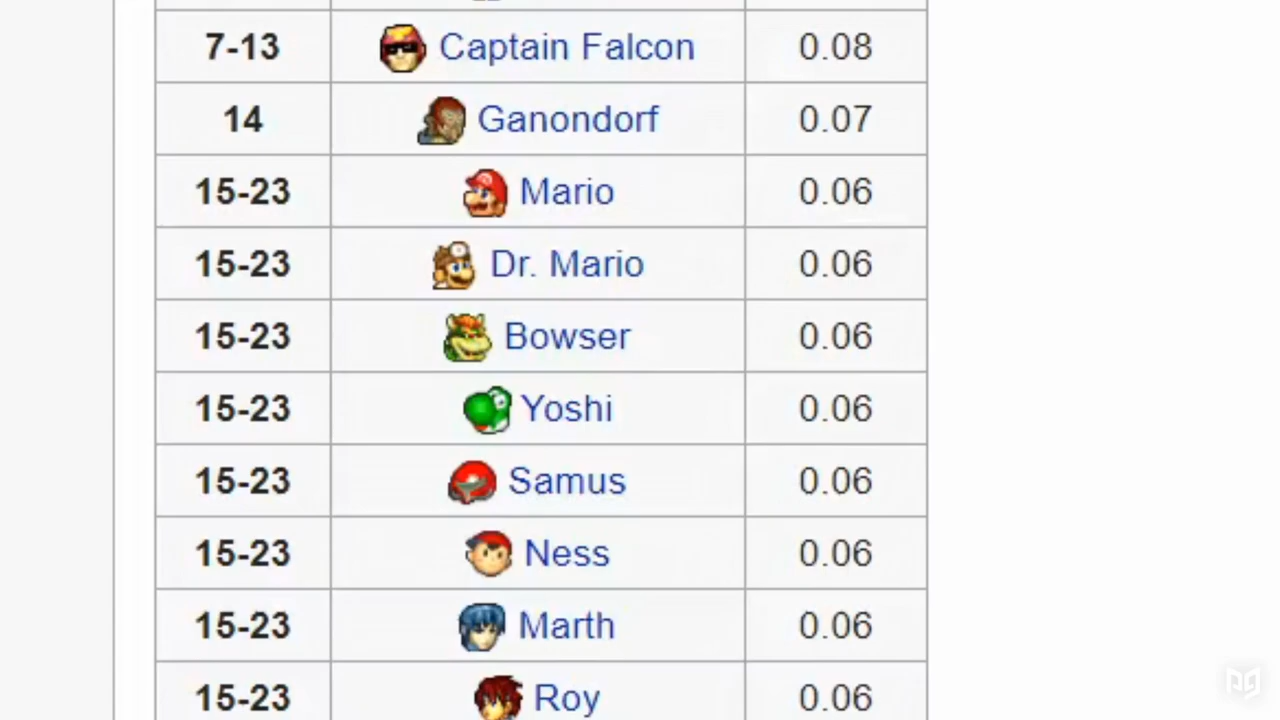 7-13 Captain Falcon 0.08
14 Ganondorf 0.07
15-23 Mario 0.06
15-23 Dr. Mario 0.06
15-23 Bowser 0.06
15-23 Yoshi 0.06
15-23 Samus 0.06
15-23 Ness 0.06
15-23 Marth 0.06
15-23 Roy 0.06